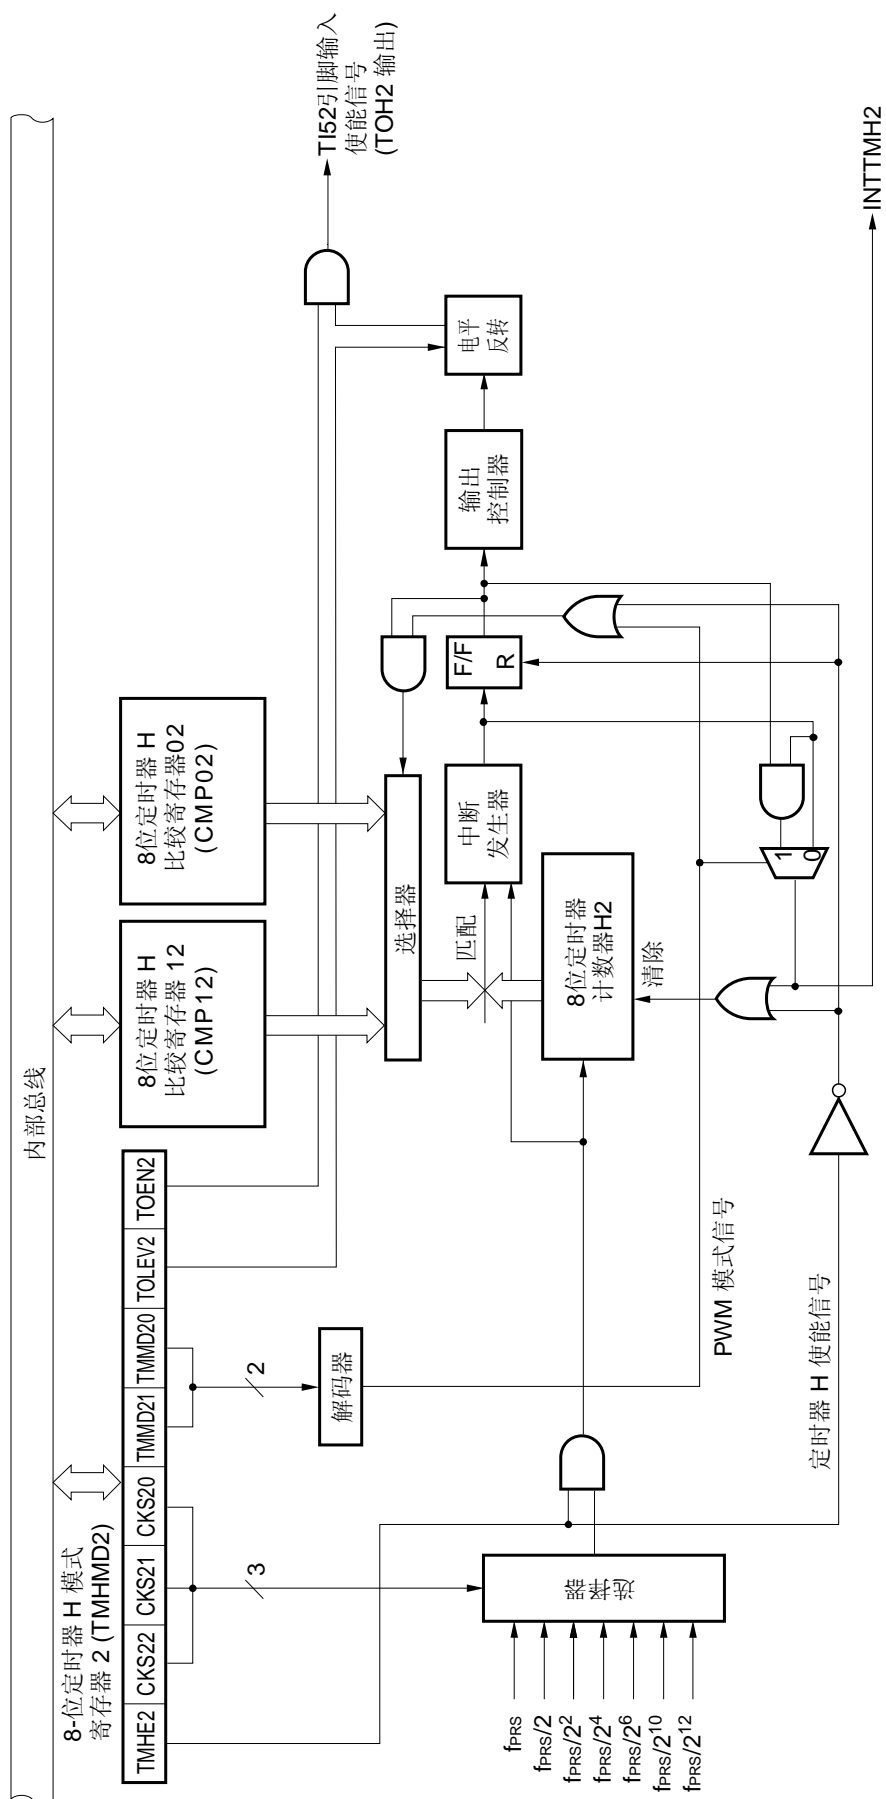 内部总线
8-位定时器 H 模式
寄存器 2 (TMHMD2)
TMHE2
CKS22
CKS21
CKS20
TMMD21
TMMD20
TOLEV2
TOEN2
8位定时器 H
比较寄存器 12
(CMP12)
8位定时器 H
比较寄存器02
(CMP02)
TI52引脚输入
使能信号
(TOH2 输出)
3
2
解码器
选择器
匹配
中断
发生器
F/F
R
输出
控制器
电平
反转
fPRS
fPRS/2
fPRS/2²
fPRS/2⁴
fPRS/2⁶
fPRS/2¹⁰
fPRS/2¹²
选择器
8位定时器
计数器H2
清除
PWM 模式信号
1
0
定时器 H 使能信号
INTTMH2